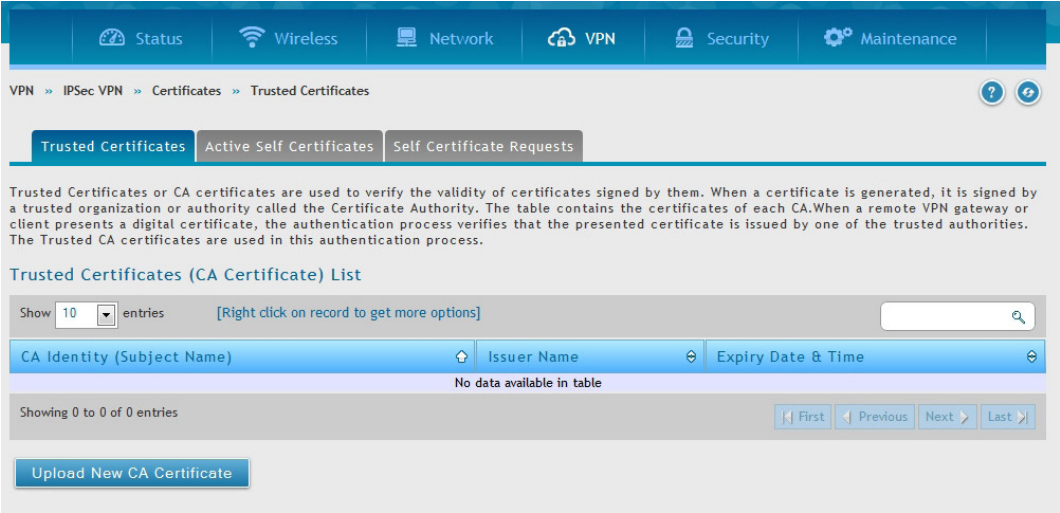 Status Wireless Network VPN Security Maintenance
VPN » IPSec VPN » Certificates » Trusted Certificates
?
Trusted Certificates Active Self Certificates Self Certificate Requests
Trusted Certificates or CA certificates are used to verify the validity of certificates signed by them. When a certificate is generated, it is signed by
a trusted organization or authority called the Certificate Authority. The table contains the certificates of each CA.When a remote VPN gateway or
client presents a digital certificate, the authentication process verifies that the presented certificate is issued by one of the trusted authorities.
The Trusted CA certificates are used in this authentication process.
Trusted Certificates (CA Certificate) List
Show 10 entries [Right click on record to get more options]
CA Identity (Subject Name) Issuer Name Expiry Date & Time
No data available in table
Showing 0 to 0 of 0 entries First Previous Next Last
Upload New CA Certificate